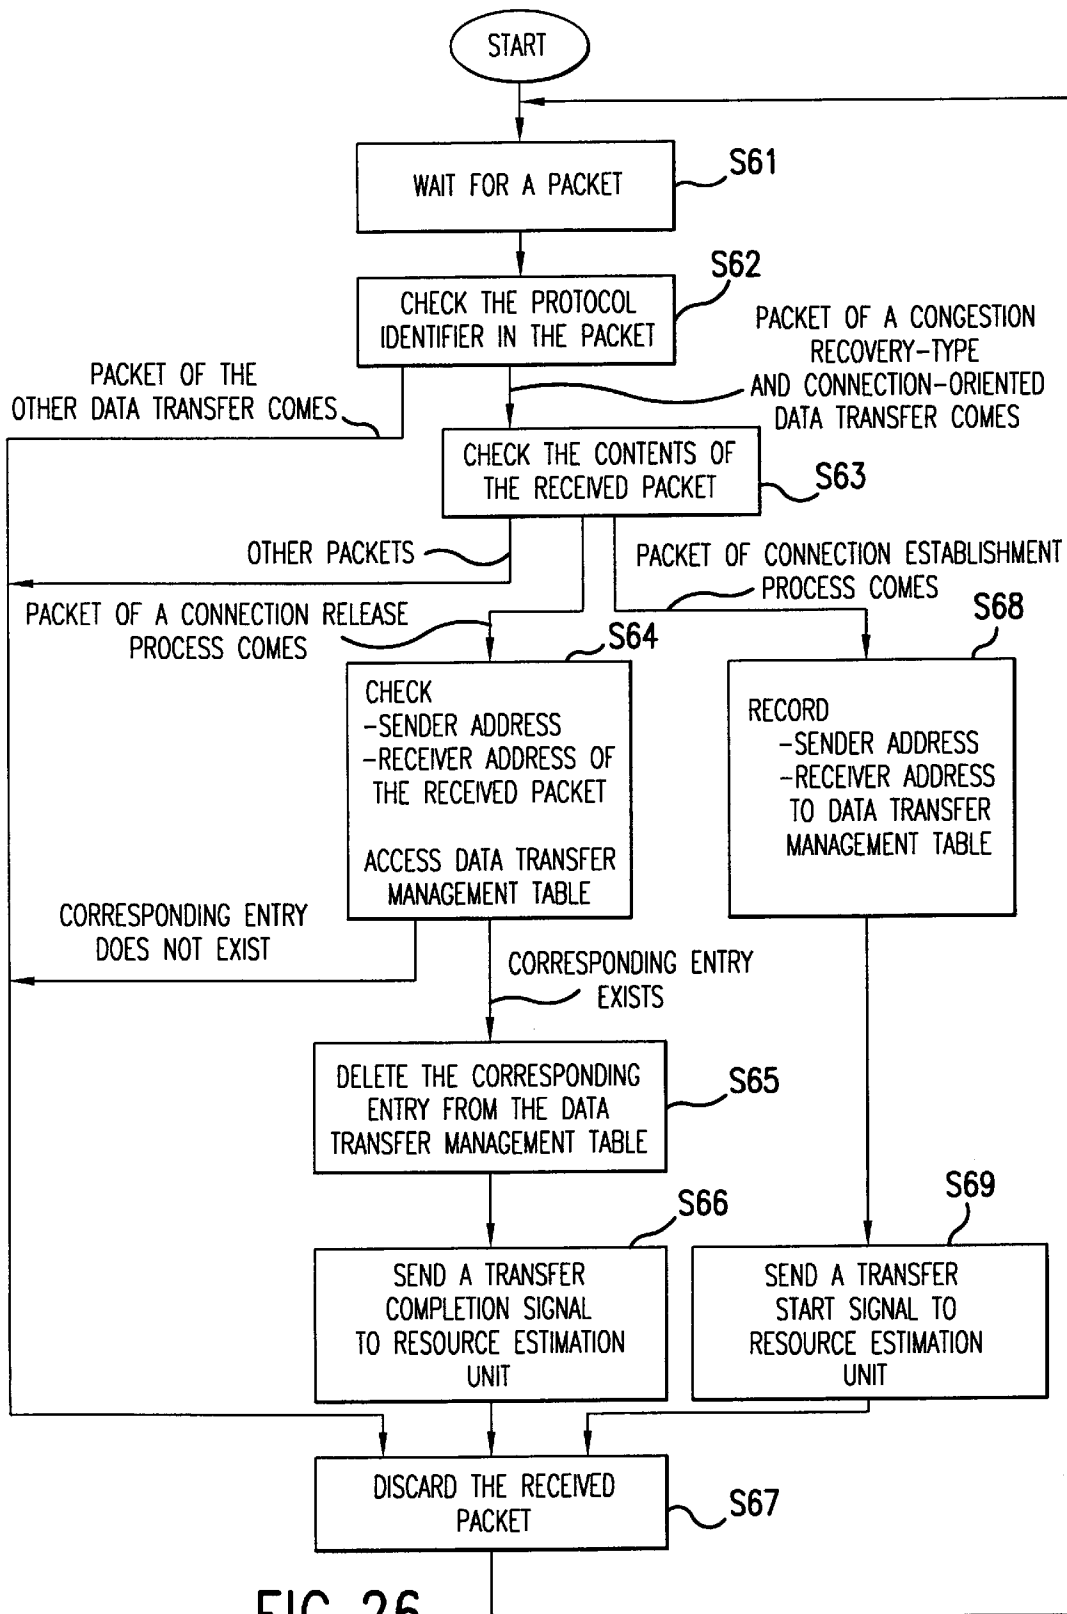 START
WAIT FOR A PACKET
S61
S62
CHECK THE PROTOCOL
IDENTIFIER IN THE PACKET
PACKET OF A CONGESTION
RECOVERY-TYPE
AND CONNECTION-ORIENTED
DATA TRANSFER COMES
PACKET OF THE
OTHER DATA TRANSFER COMES
CHECK THE CONTENTS OF
THE RECEIVED PACKET
S63
OTHER PACKETS
PACKET OF CONNECTION ESTABLISHMENT
PROCESS COMES
PACKET OF A CONNECTION RELEASE
PROCESS COMES
S64
S68
CHECK
-SENDER ADDRESS
-RECEIVER ADDRESS OF
THE RECEIVED PACKET
ACCESS DATA TRANSFER
MANAGEMENT TABLE
RECORD
-SENDER ADDRESS
-RECEIVER ADDRESS
TO DATA TRANSFER
MANAGEMENT TABLE
CORRESPONDING ENTRY
DOES NOT EXIST
CORRESPONDING ENTRY
EXISTS
DELETE THE CORRESPONDING
ENTRY FROM THE DATA
TRANSFER MANAGEMENT TABLE
S65
S66
S69
SEND A TRANSFER
COMPLETION SIGNAL
TO RESOURCE ESTIMATION
UNIT
SEND A TRANSFER
START SIGNAL TO
RESOURCE ESTIMATION
UNIT
DISCARD THE RECEIVED
PACKET
S67
FIG. 26